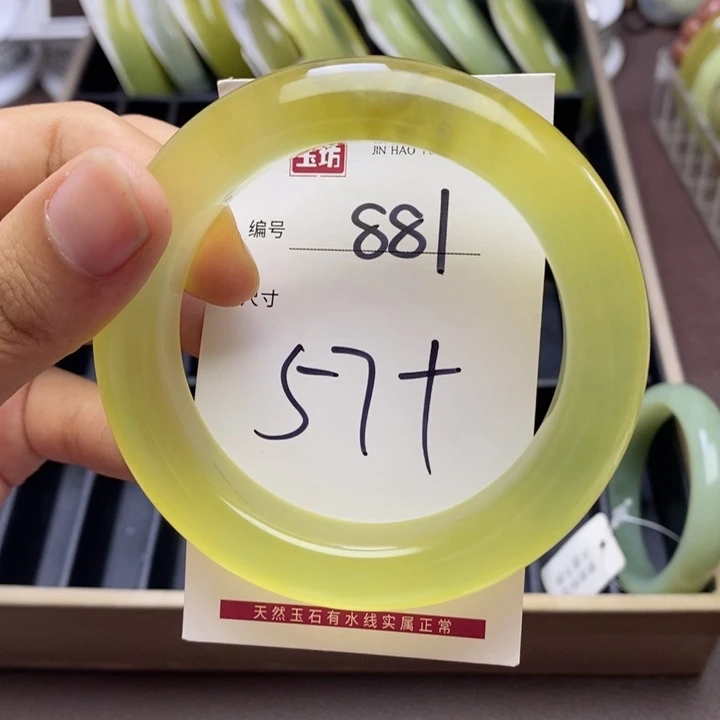 玉坊
JIN HAO
编号 881
尺寸
57+
天然玉石有水线实属正常